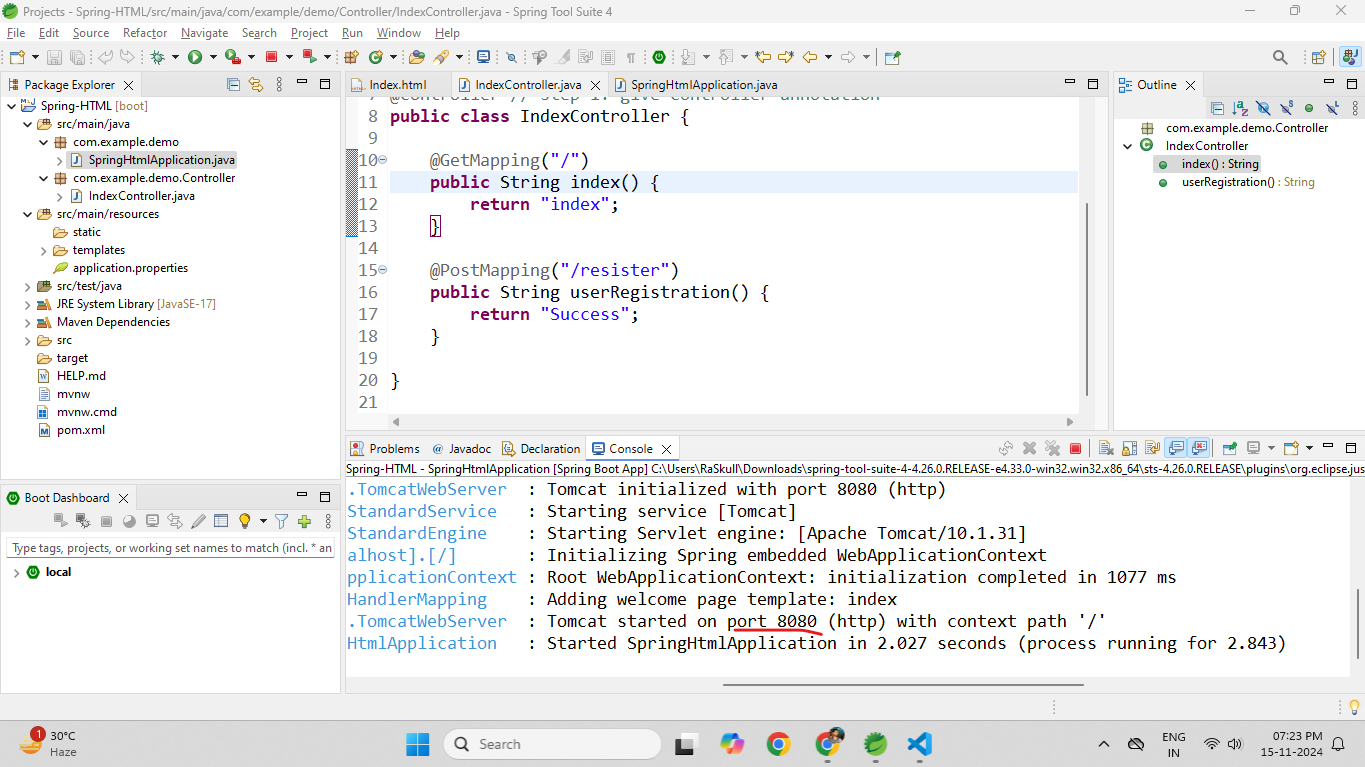 Projects - Spring-HTML/src/main/java/com/example/demo/Controller/IndexController.java - Spring Tool Suite 4
File Edit Source Refactor Navigate Search Project Run Window Help
Package Explorer
Spring-HTML [boot]
src/main/java
com.example.demo
SpringHtmlApplication.java
com.example.demo.Controller
IndexController.java
src/main/resources
static
templates
application.properties
src/test/java
JRE System Library [JavaSE-17]
Maven Dependencies
src
target
HELP.md
mvnw
mvnw.cmd
pom.xml
Boot Dashboard
Type tags, projects, or working set names to match (incl. * an
local
Index.html IndexController.java SpringHtmlApplication.java
8 public class IndexController {
9
10 @GetMapping("/")
11 public String index() {
12 return "index";
13 }
14
15 @PostMapping("/resister")
16 public String userRegistration() {
17 return "Success";
18 }
19
20 }
21
Outline
com.example.demo.Controller
IndexController
index() : String
userRegistration() : String
Problems @ Javadoc Declaration Console
Spring-HTML - SpringHtmlApplication [Spring Boot App] C:\Users\RaSkull\Downloads\spring-tool-suite-4-4.26.0.RELEASE-e4.33.0-win32.win32.x86_64\sts-4.26.0.RELEASE\plugins\org.eclipse.jus
.TomcatWebServer : Tomcat initialized with port 8080 (http)
StandardService : Starting service [Tomcat]
StandardEngine : Starting Servlet engine: [Apache Tomcat/10.1.31]
alhost].[/] : Initializing Spring embedded WebApplicationContext
pplicationContext : Root WebApplicationContext: initialization completed in 1077 ms
HandlerMapping : Adding welcome page template: index
.TomcatWebServer : Tomcat started on port 8080 (http) with context path '/'
HtmlApplication : Started SpringHtmlApplication in 2.027 seconds (process running for 2.843)
1
30°C
Haze
Search
ENG
IN
07:23 PM
15-11-2024